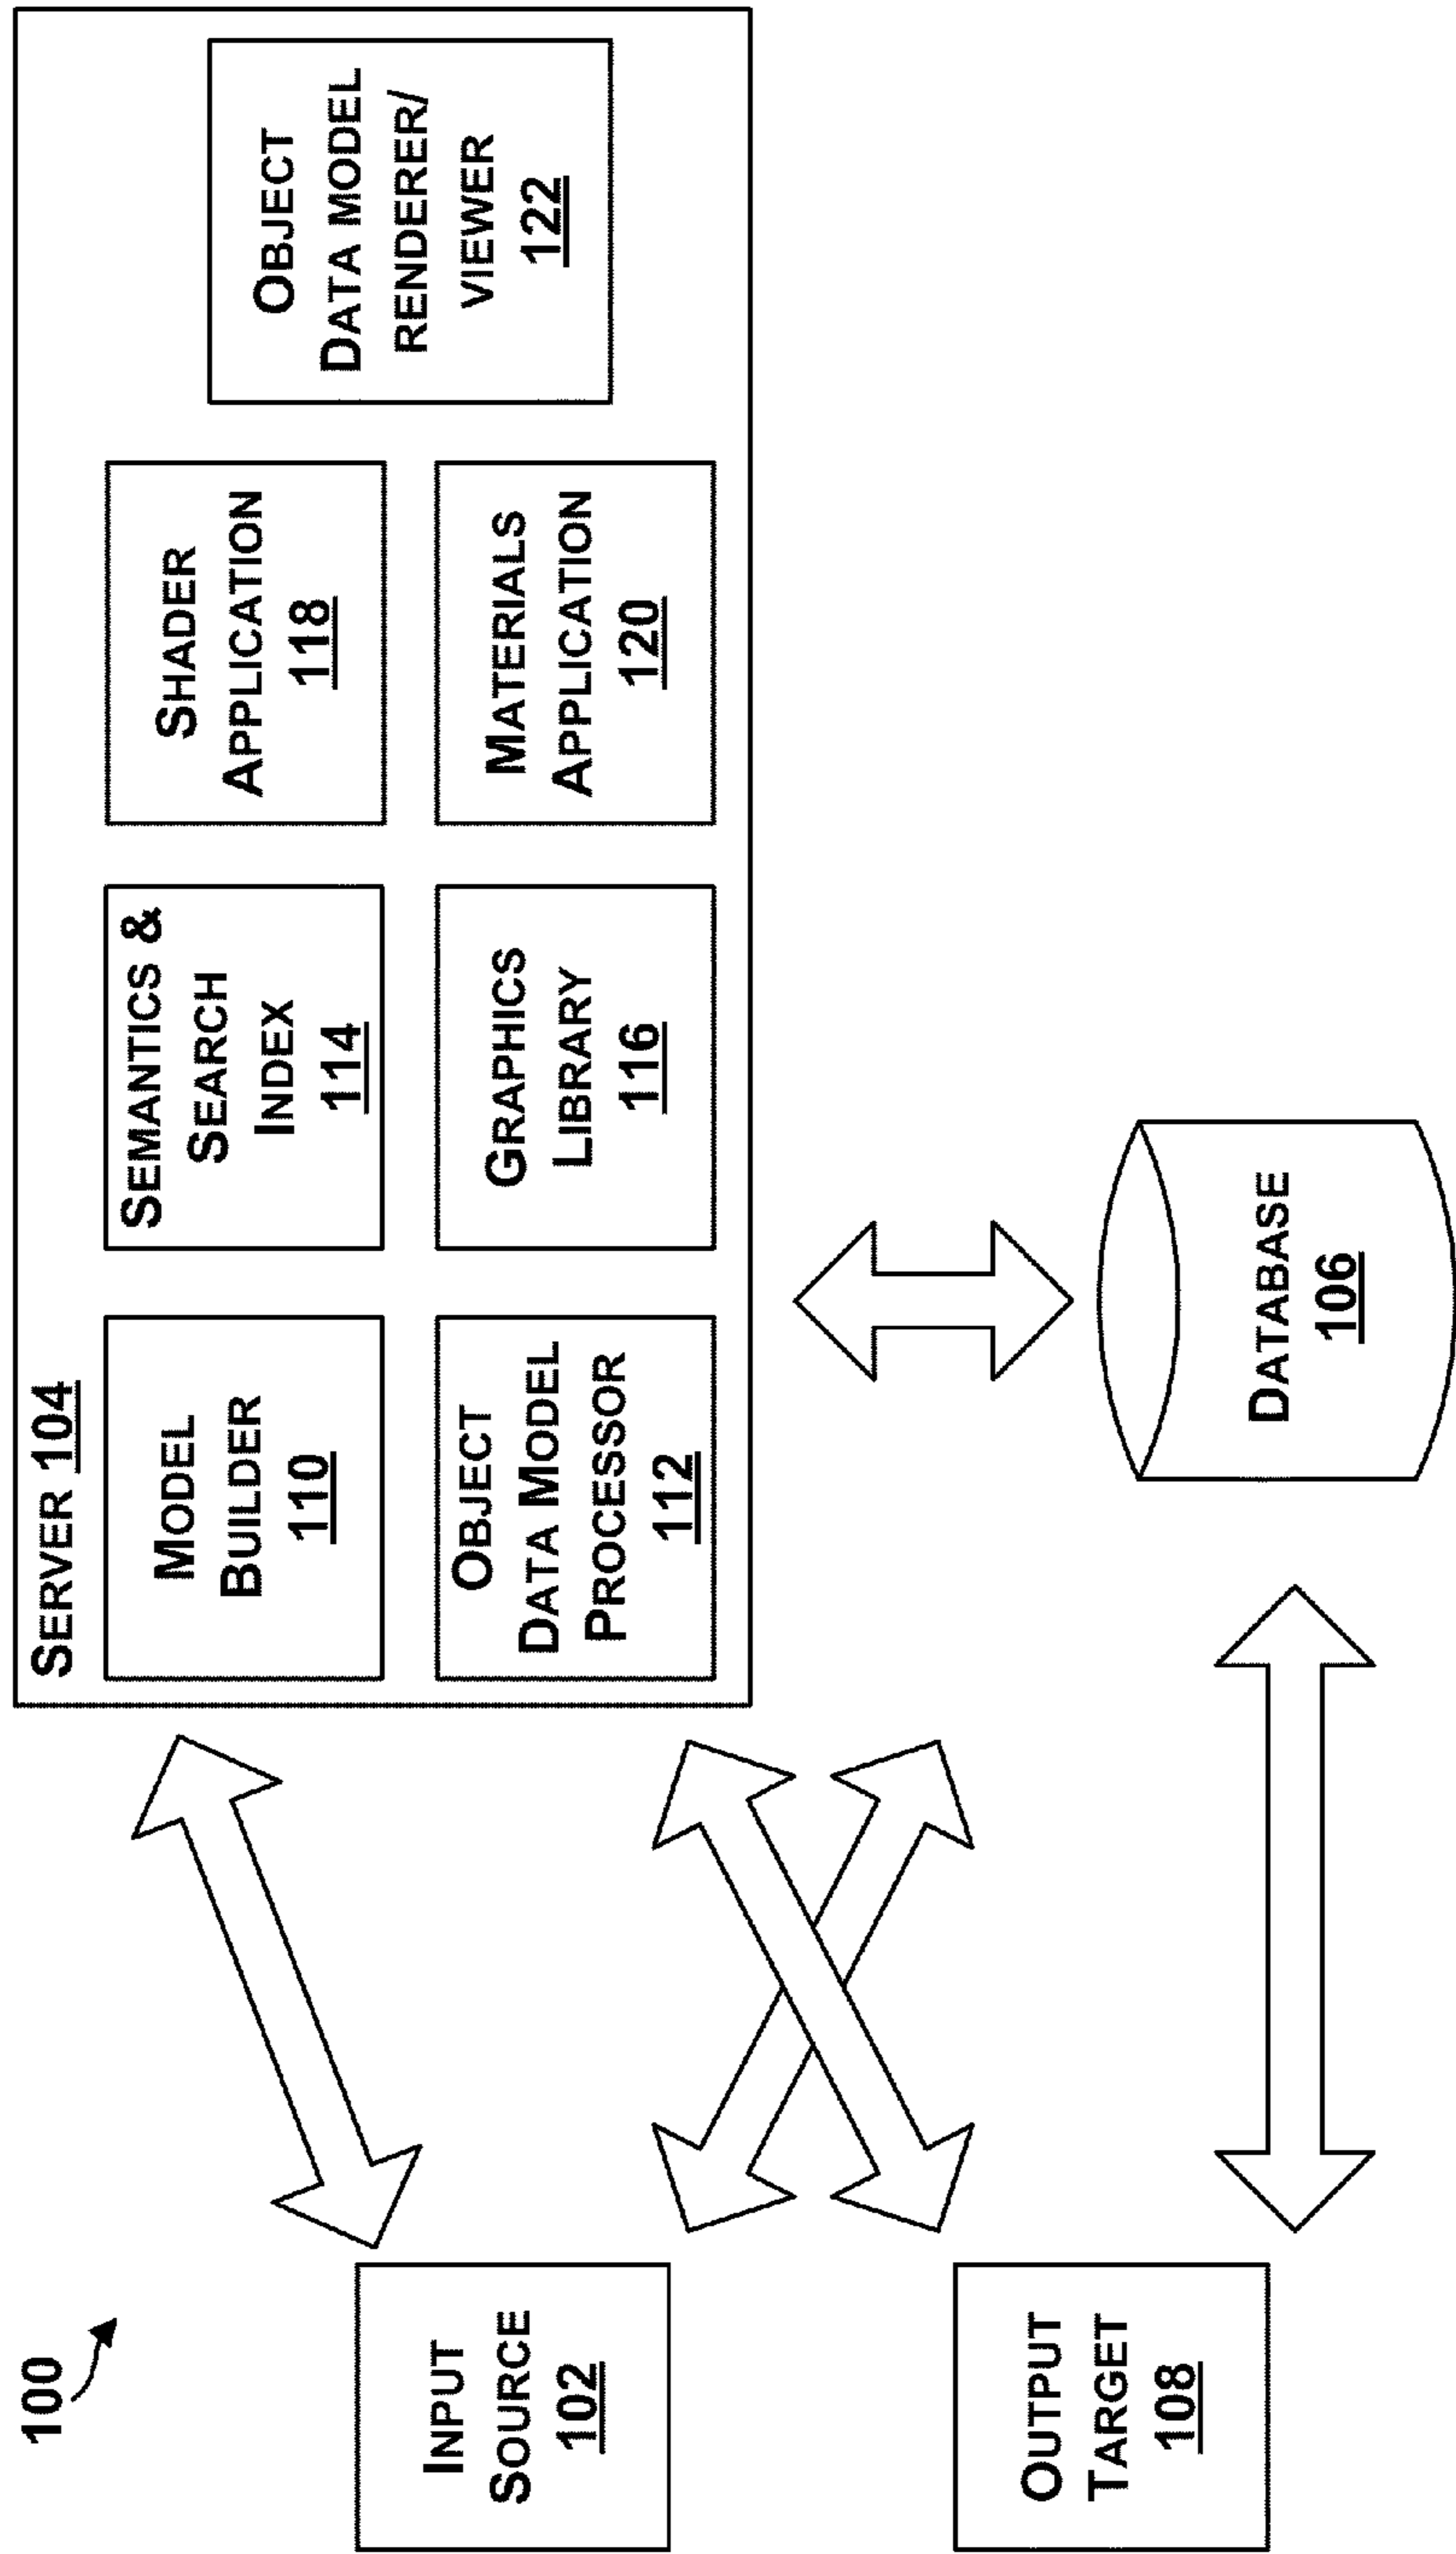 100
SERVER 104
MODEL
BUILDER
110
SEMANTICS &
SEARCH
INDEX
114
SHADER
APPLICATION
118
OBJECT
DATA MODEL
PROCESSOR
112
GRAPHICS
LIBRARY
116
MATERIALS
APPLICATION
120
OBJECT
DATA MODEL
RENDERER/
VIEWER
122
INPUT
SOURCE
102
OUTPUT
TARGET
108
DATABASE
106